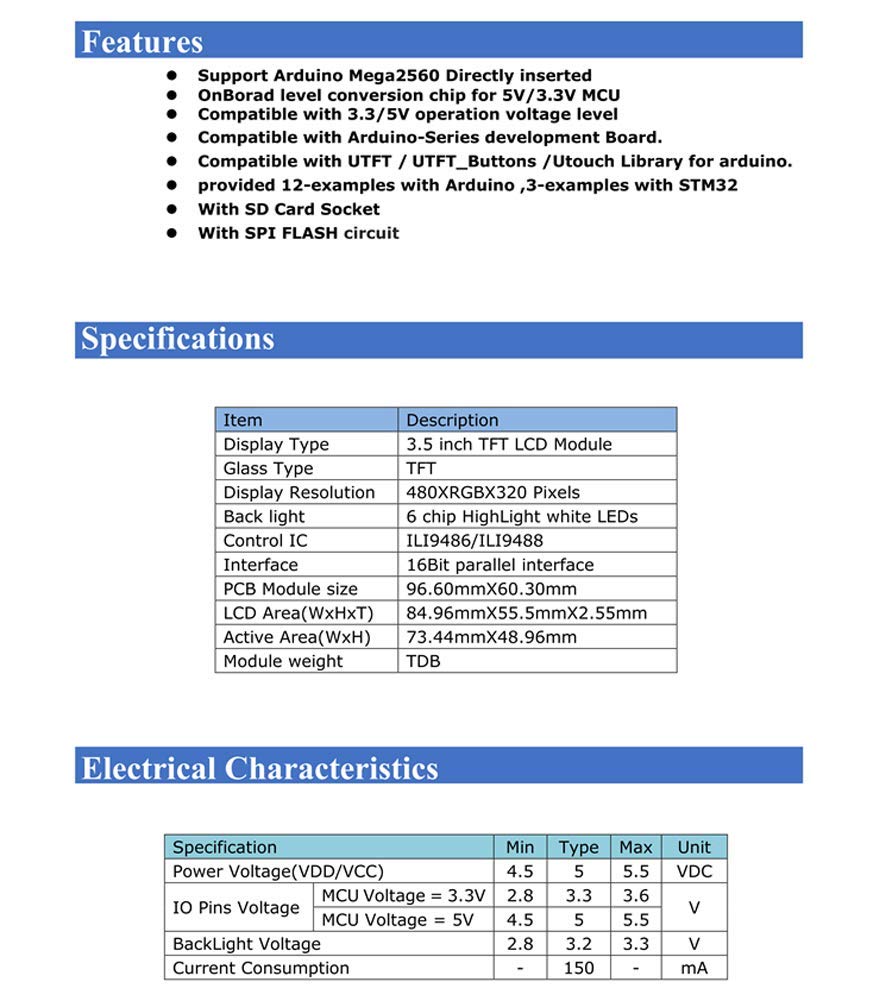 Features
● Support Arduino Mega2560 Directly inserted
● OnBorad level conversion chip for 5V/3.3V MCU
● Compatible with 3.3/5V operation voltage level
● Compatible with Arduino-Series development Board.
● Compatible with UTFT / UTFT_Buttons /Utouch Library for arduino.
● provided 12-examples with Arduino ,3-examples with STM32
● With SD Card Socket
● With SPI FLASH circuit
Specifications
Item Description
Display Type 3.5 inch TFT LCD Module
Glass Type TFT
Display Resolution 480XRGBX320 Pixels
Back light 6 chip HighLight white LEDs
Control IC ILI9486/ILI9488
Interface 16Bit parallel interface
PCB Module size 96.60mmX60.30mm
LCD Area(WxHxT) 84.96mmX55.5mmX2.55mm
Active Area(WxH) 73.44mmX48.96mm
Module weight TDB
Electrical Characteristics
Specification Min Type Max Unit
Power Voltage(VDD/VCC) 4.5 5 5.5 VDC
IO Pins Voltage MCU Voltage = 3.3V 2.8 3.3 3.6 V
MCU Voltage = 5V 4.5 5 5.5
BackLight Voltage 2.8 3.2 3.3 V
Current Consumption - 150 - mA